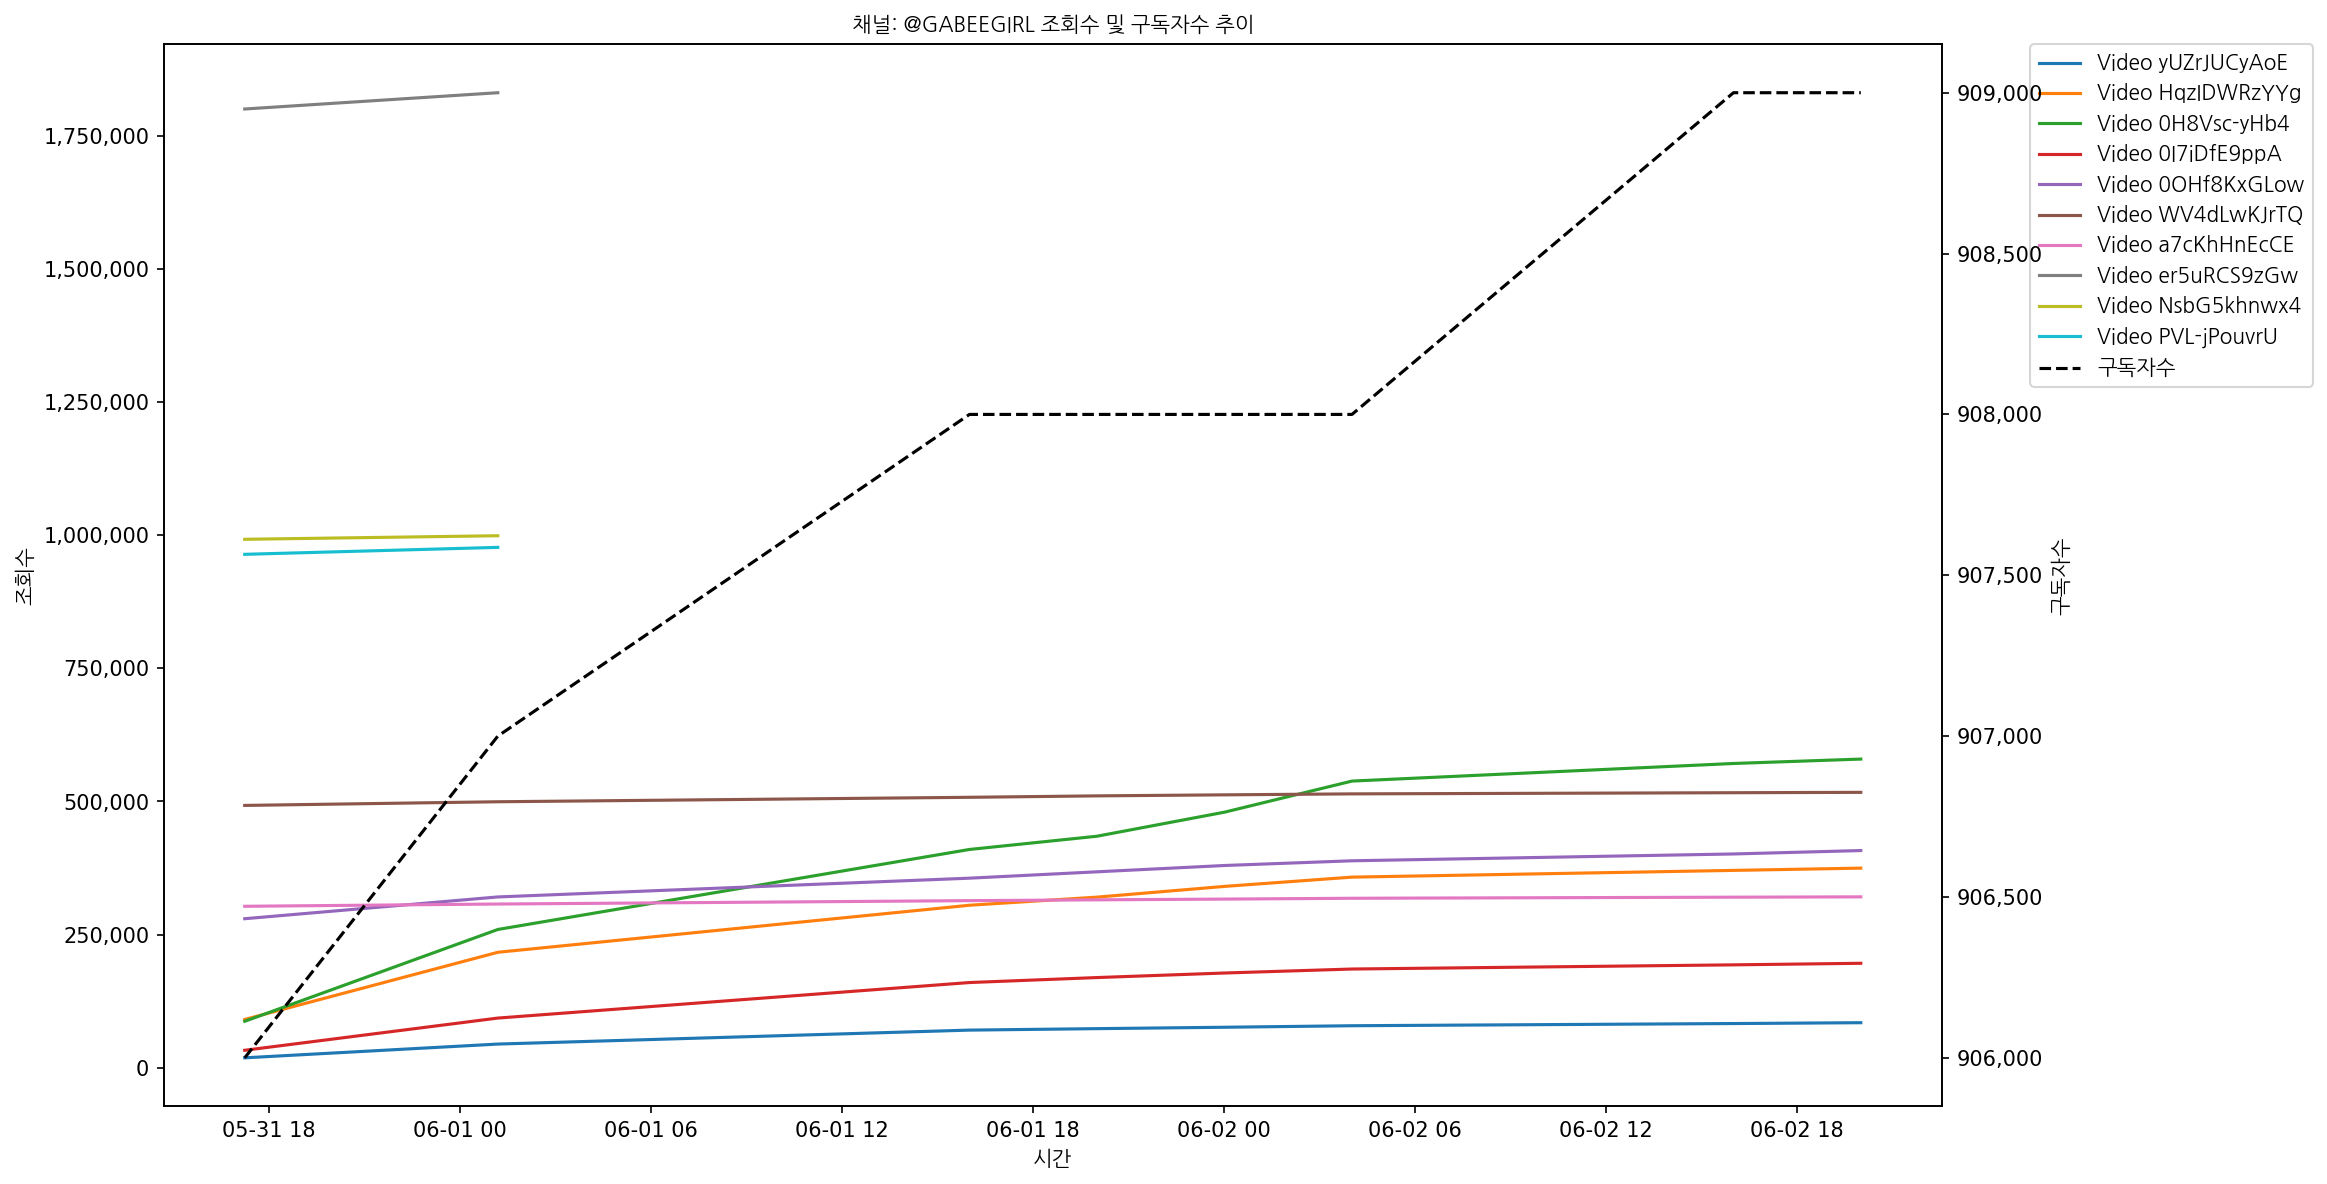 채널: @GABEEGIRL 조회수 및 구독자수 추이
조회수
1,750,000
1,500,000
1,250,000
1,000,000
750,000
500,000
250,000
0
05-31 18
06-01 00
06-01 06
06-01 12
06-01 18
06-02 00
06-02 06
06-02 12
06-02 18
시간
909,000
908,500
908,000
907,500
907,000
906,500
906,000
구독자수
Video yUZrJUCyAoE
Video HqzIDWRzYYg
Video 0H8Vsc-yHb4
Video 0J7jDfE9ppA
Video 0OHf8KxGLow
Video WV4dLwKJrTQ
Video a7cKhHnEcCE
Video er5uRCS9zGw
Video NsbG5khnwx4
Video PVL-jPouvrU
구독자수